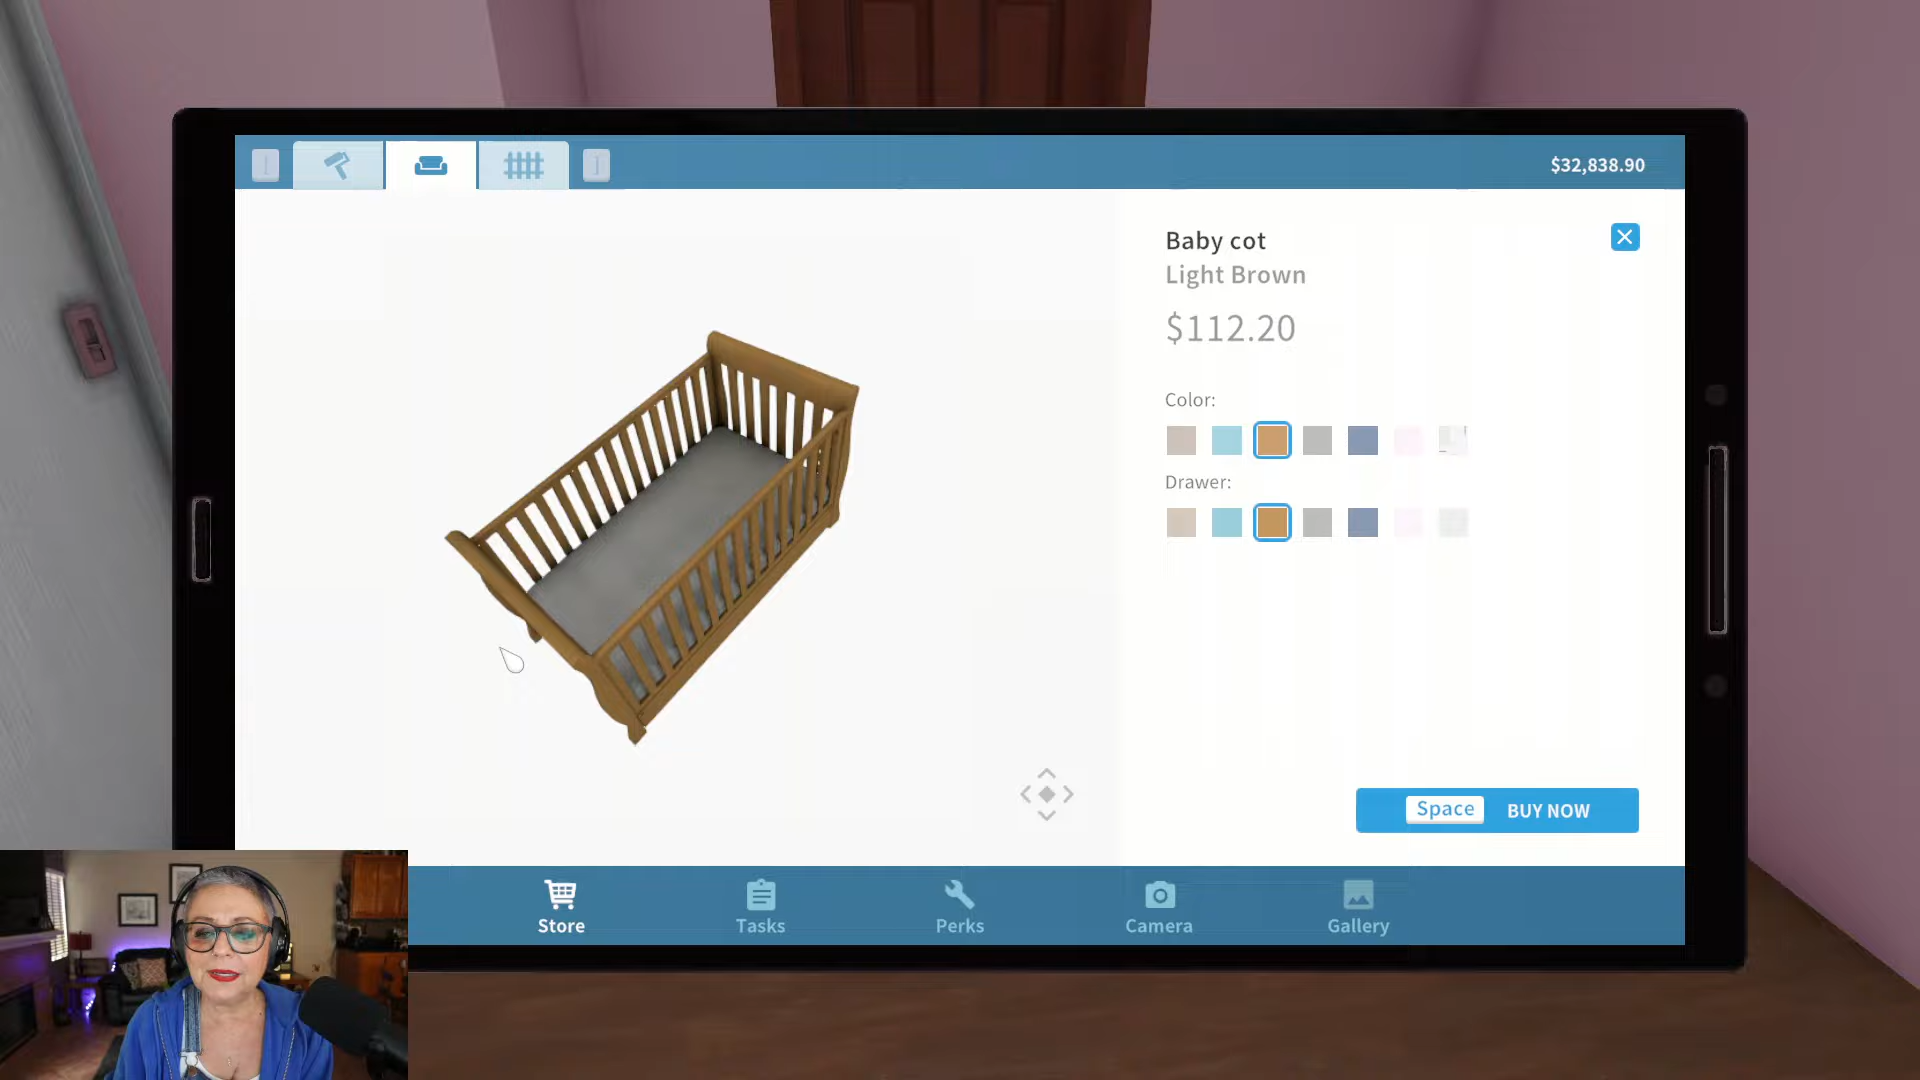 $32,838.90
Baby cot
Light Brown
$112.20
Color:
Drawer:
Space BUY NOW
Store Tasks Perks Camera Gallery